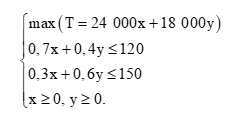 max (T = 24 000x + 18 000y)
0,7x + 0,4y ≤ 120
0,3x + 0,6y ≤ 150
x ≥ 0, y ≥ 0.